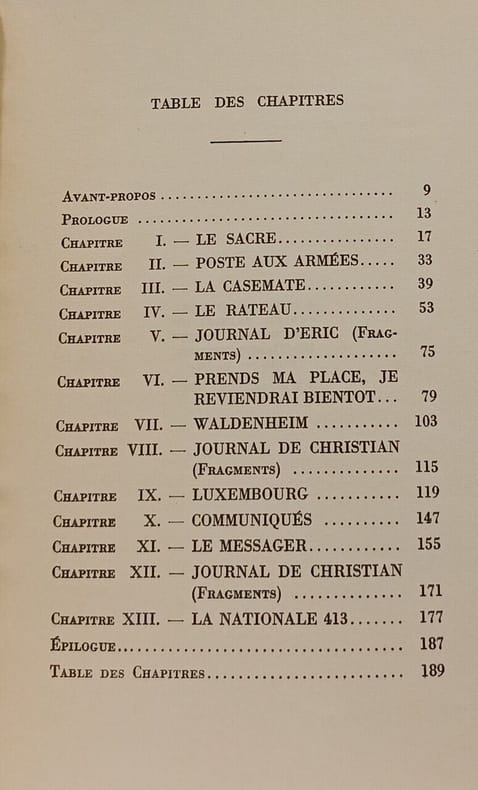 TABLE DES CHAPITRES
AVANT-PROPOS ................................ 9
PROLOGUE ................................... 13
CHAPITRE I. — LE SACRE................ 17
CHAPITRE II. — POSTE AUX ARMÉES..... 33
CHAPITRE III. — LA CASEMATE............ 39
CHAPITRE IV. — LE RATEAU.............. 53
CHAPITRE V. — JOURNAL D'ERIC (FRAG-
MENTS) .................... 75
CHAPITRE VI. — PRENDS MA PLACE, JE
REVIENDRAI BIENTOT... 79
CHAPITRE VII. — WALDENHEIM ........... 103
CHAPITRE VIII. — JOURNAL DE CHRISTIAN
(FRAGMENTS) .............. 115
CHAPITRE IX. — LUXEMBOURG ........... 119
CHAPITRE X. — COMMUNIQUÉS .......... 147
CHAPITRE XI. — LE MESSAGER............ 155
CHAPITRE XII. — JOURNAL DE CHRISTIAN
(FRAGMENTS) .............. 171
CHAPITRE XIII. — LA NATIONALE 413....... 177
ÉPILOGUE....................................... 187
TABLE DES CHAPITRES........................... 189